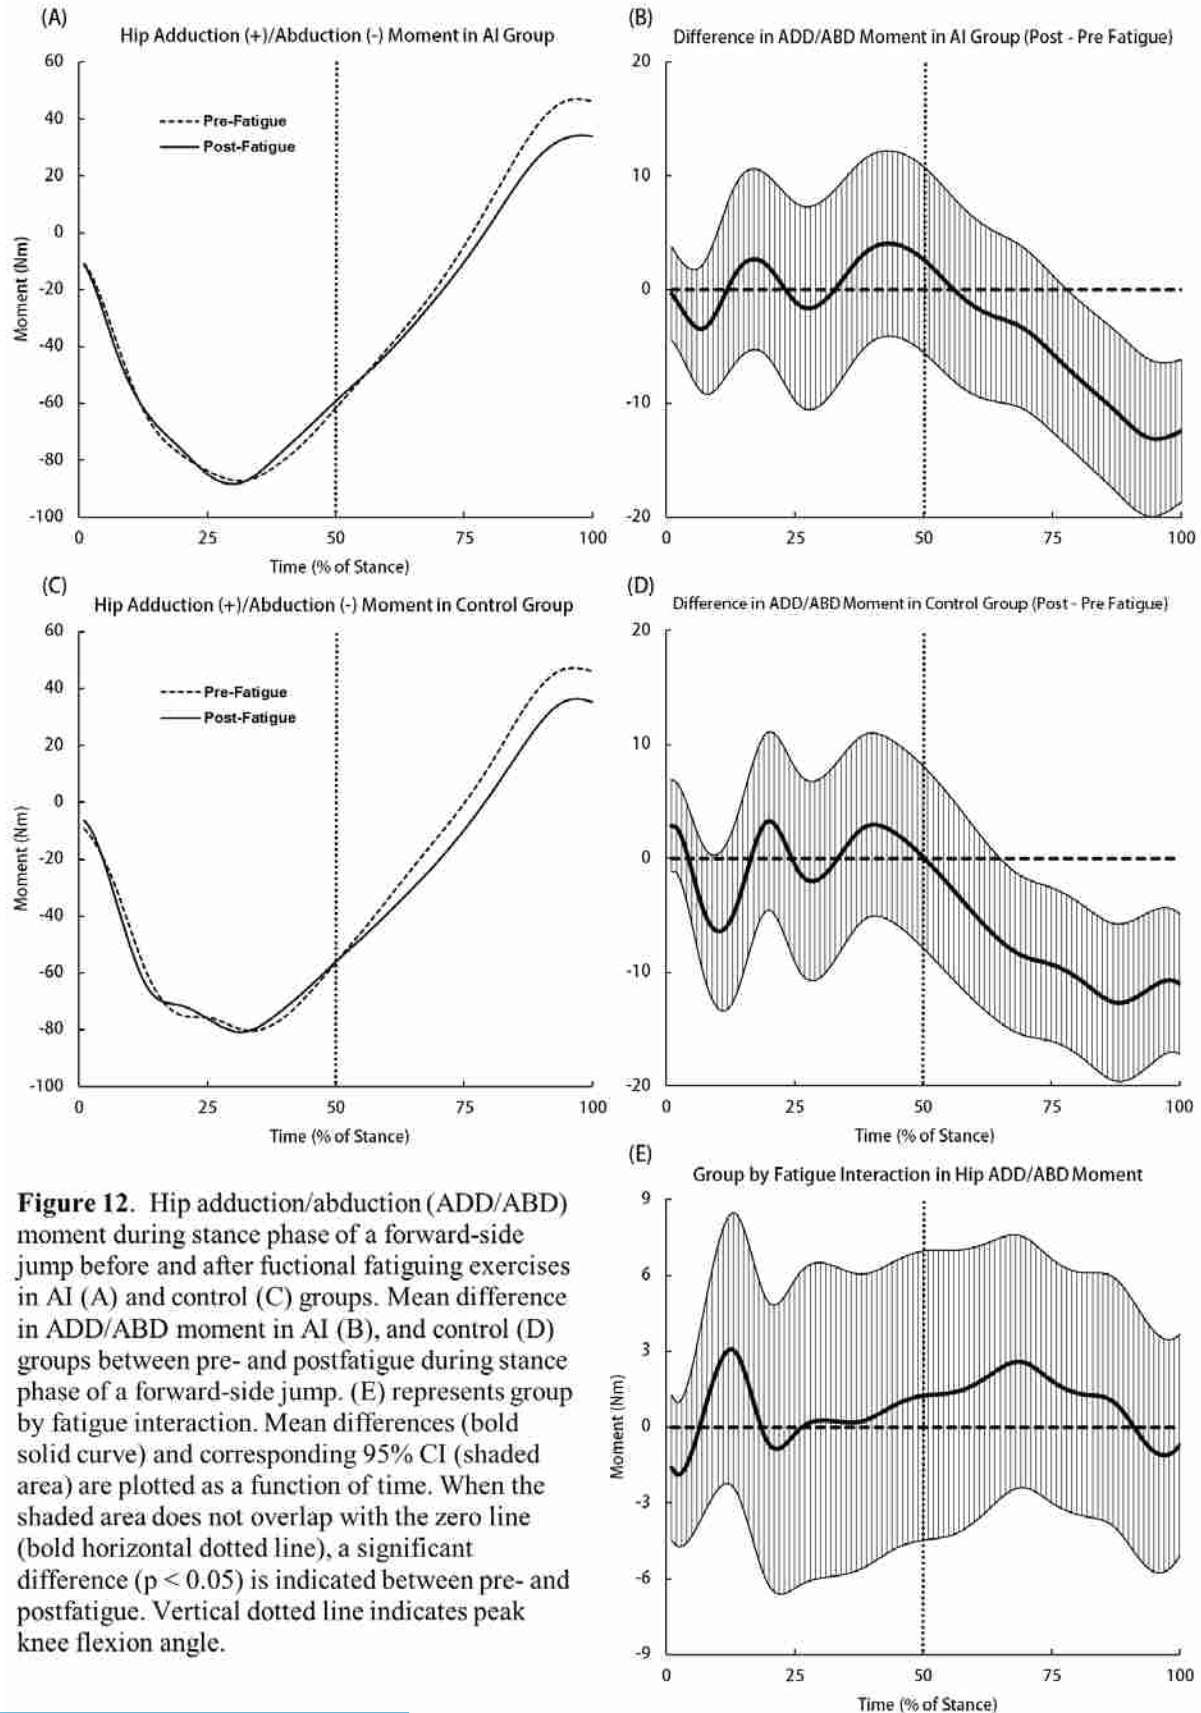 (A)
Hip Adduction (+)/Abduction (-) Moment in AI Group
60
40
20
0
-20
-40
-60
-80
-100
Moment (Nm)
Pre-Fatigue
Post-Fatigue
0 25 50 75 100
Time (% of Stance)
(B)
Difference in ADD/ABD Moment in AI Group (Post - Pre Fatigue)
20
10
0
-10
-20
0 25 50 75 100
(C)
Hip Adduction (+)/Abduction (-) Moment in Control Group
60
40
20
0
-20
-40
-60
-80
-100
Moment (Nm)
Pre-Fatigue
Post-Fatigue
0 25 50 75 100
Time (% of Stance)
(D)
Difference in ADD/ABD Moment in Control Group (Post - Pre Fatigue)
20
10
0
-10
-20
0 25 50 75 100
Time (% of Stance)
(E)
Group by Fatigue Interaction in Hip ADD/ABD Moment
9
6
3
0
-3
-6
-9
Moment (Nm)
0 25 50 75 100
Time (% of Stance)
Figure 12. Hip adduction/abduction (ADD/ABD)
moment during stance phase of a forward-side
jump before and after fuctional fatiguing exercises
in AI (A) and control (C) groups. Mean difference
in ADD/ABD moment in AI (B), and control (D)
groups between pre- and postfatigue during stance
phase of a forward-side jump. (E) represents group
by fatigue interaction. Mean differences (bold
solid curve) and corresponding 95% CI (shaded
area) are plotted as a function of time. When the
shaded area does not overlap with the zero line
(bold horizontal dotted line), a significant
difference (p < 0.05) is indicated between pre- and
postfatigue. Vertical dotted line indicates peak
knee flexion angle.